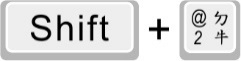 Shift + @ ㄉ
2 牛